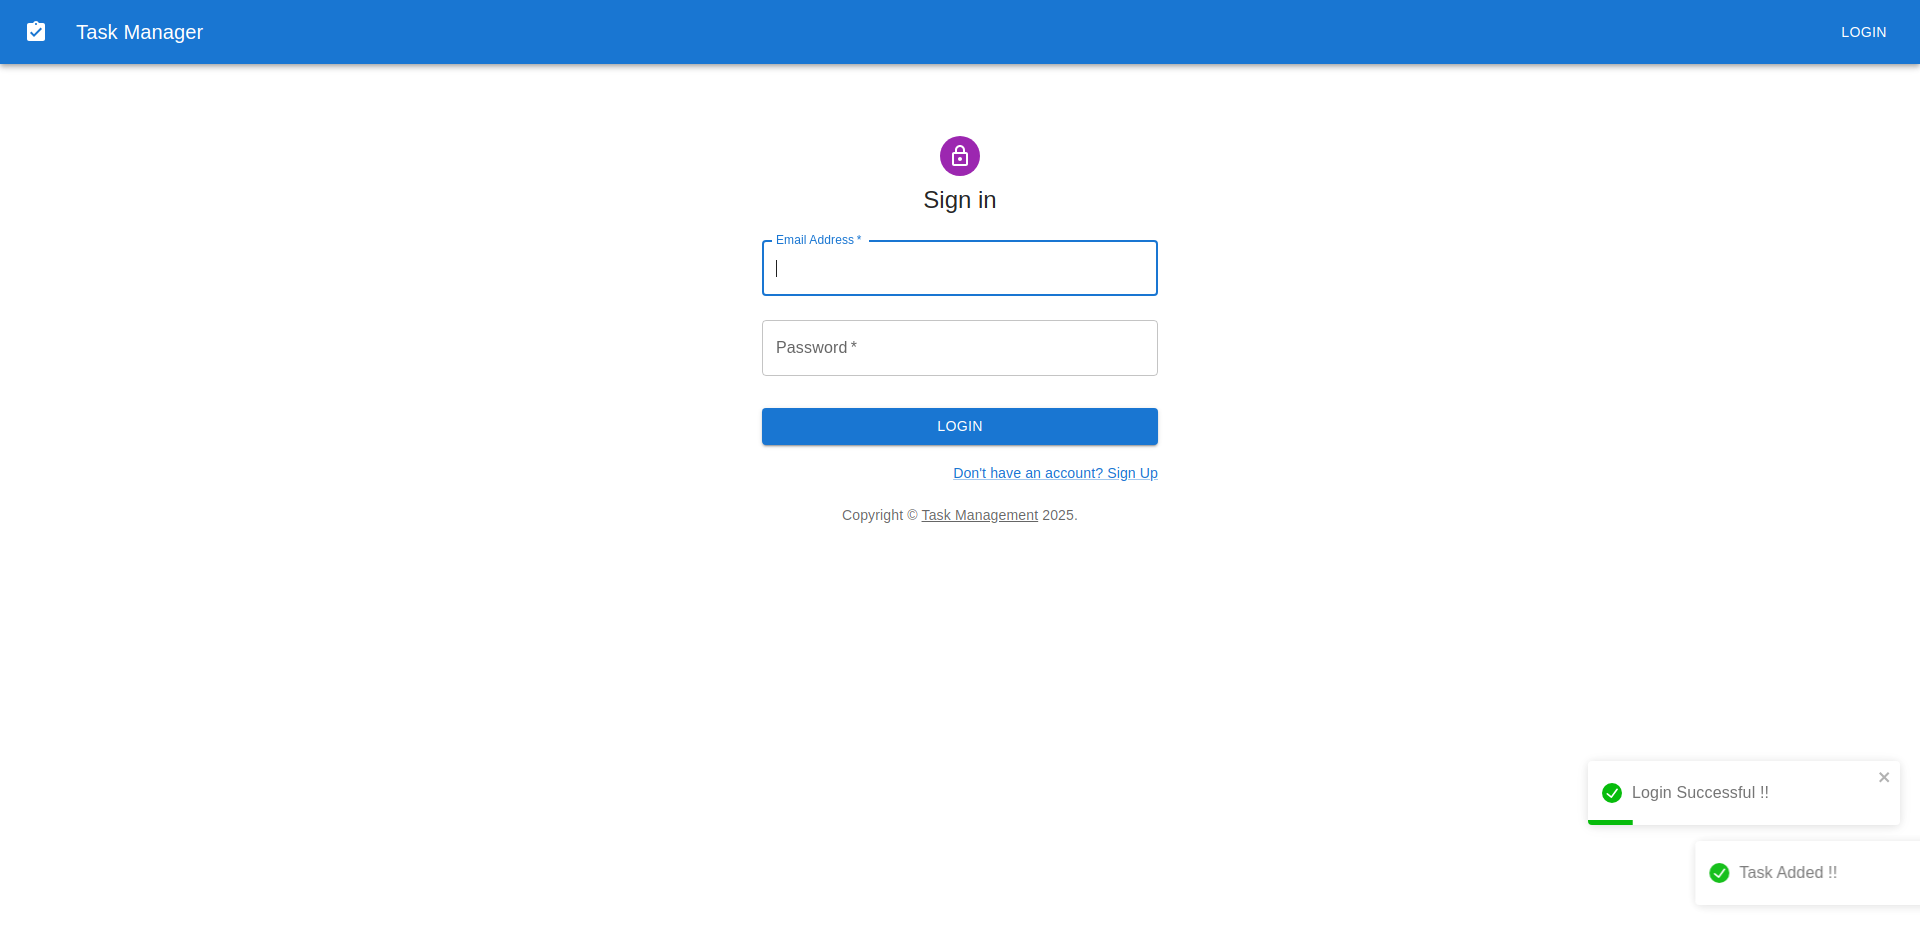 Task Manager
LOGIN
Sign in
Email Address *
Password *
LOGIN
Don't have an account? Sign Up
Copyright © Task Management 2025.
Login Successful !!
Task Added !!